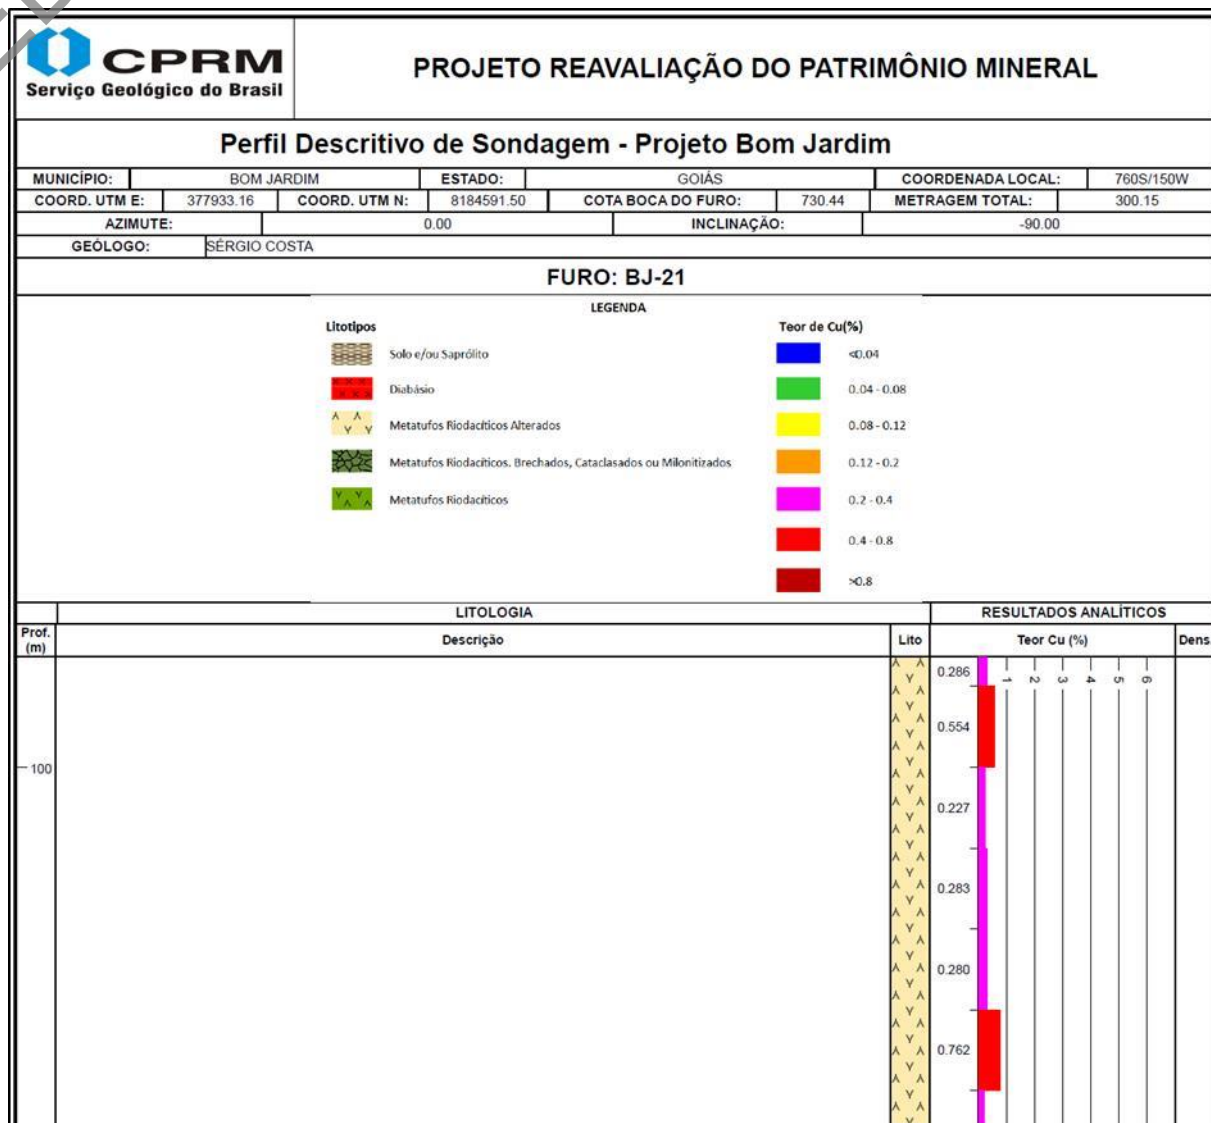 CPRM
Serviço Geológico do Brasil
PROJETO REAVALIAÇÃO DO PATRIMÔNIO MINERAL
Perfil Descritivo de Sondagem - Projeto Bom Jardim
MUNICÍPIO: BOM JARDIM ESTADO: GOIÁS COORDENADA LOCAL: 760S/150W
COORD. UTM E: 377933.16 COORD. UTM N: 8184591.50 COTA BOCA DO FURO: 730.44 METRAGEM TOTAL: 300.15
AZIMUTE: 0.00 INCLINAÇÃO: -90.00
GEÓLOGO: SÉRGIO COSTA
FURO: BJ-21
LEGENDA
Litotipos Teor de Cu(%)
Solo e/ou Saprólito <0.04
Diabásio 0.04 - 0.08
Metatufos Riodacíticos Alterados 0.08 - 0.12
Metatufos Riodacíticos. Brechados, Cataclasados ou Milonitizados 0.12 - 0.2
Metatufos Riodacíticos 0.2 - 0.4
0.4 - 0.8
>0.8
LITOLOGIA RESULTADOS ANALÍTICOS
Prof. (m) Descrição Lito Teor Cu (%) Dens.
0.286 1 2 3 4 5 6
0.554
100
0.227
0.283
0.280
0.762